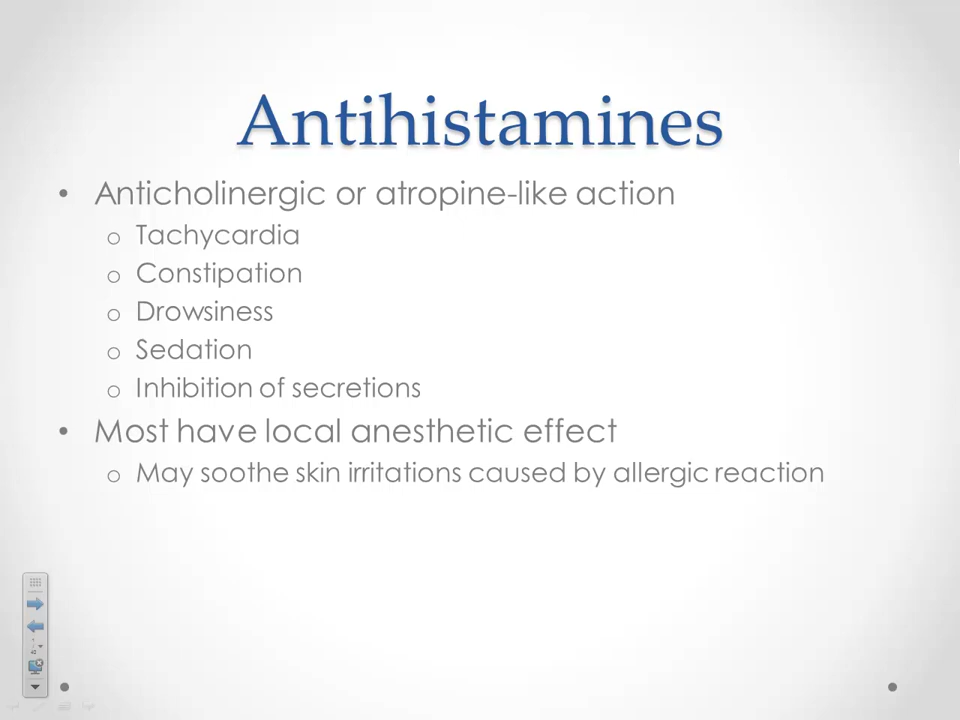 Antihistamines
• Anticholinergic or atropine-like action
o Tachycardia
o Constipation
o Drowsiness
o Sedation
o Inhibition of secretions
• Most have local anesthetic effect
o May soothe skin irritations caused by allergic reaction